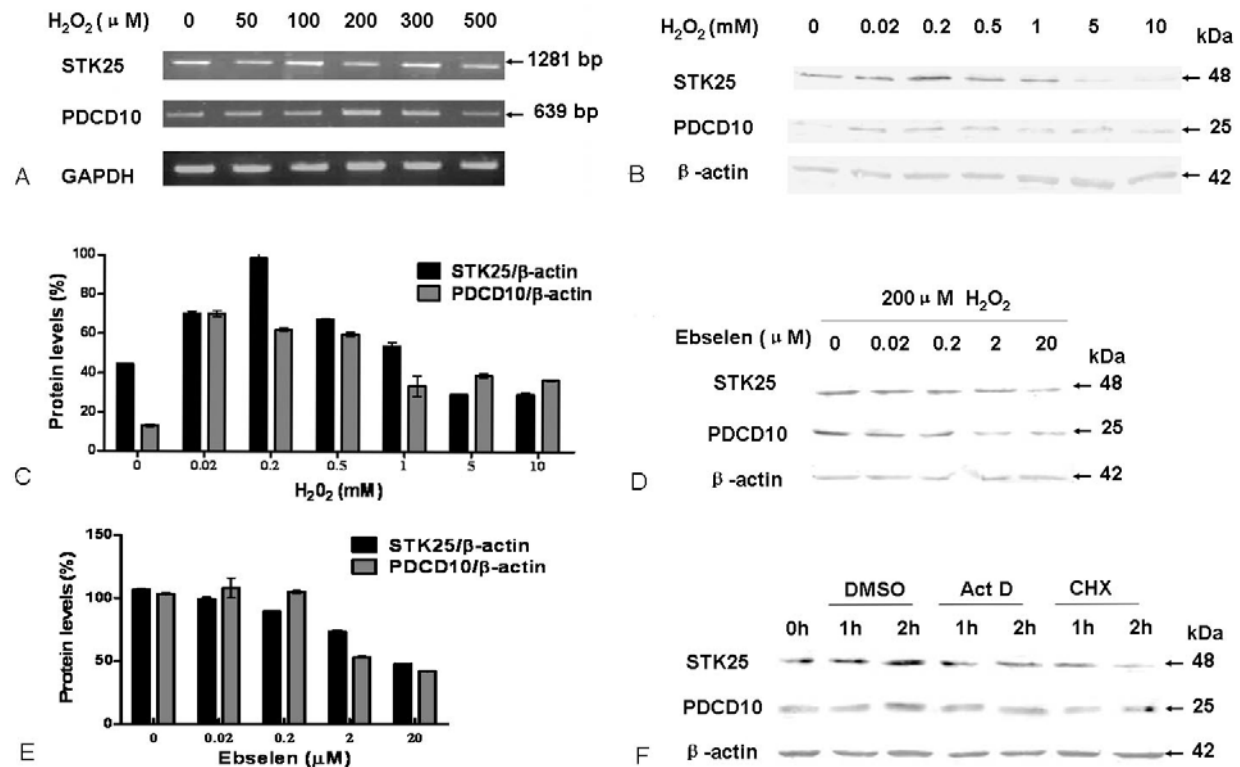 H₂O₂ (μ M) 0 50 100 200 300 500
STK25 1281 bp
PDCD10 639 bp
GAPDH
A
H₂O₂ (mM) 0 0.02 0.2 0.5 1 5 10 kDa
STK25 48
PDCD10 25
β -actin 42
B
100
80
60
40
20
0
Protein levels (%)
STK25/β-actin
PDCD10/β-actin
0 0.02 0.2 0.5 1 5 10
H₂0₂ (mM)
C
200 μ M H₂O₂
Ebselen ( μ M) 0 0.02 0.2 2 20 kDa
STK25 48
PDCD10 25
β -actin 42
D
150
100
50
0
Protein levels (%)
STK25/β-actin
PDCD10/β-actin
0 0.02 0.2 2 20
Ebselen (μM)
E
DMSO Act D CHX
0h 1h 2h 1h 2h 1h 2h kDa
STK25 48
PDCD10 25
β -actin 42
F